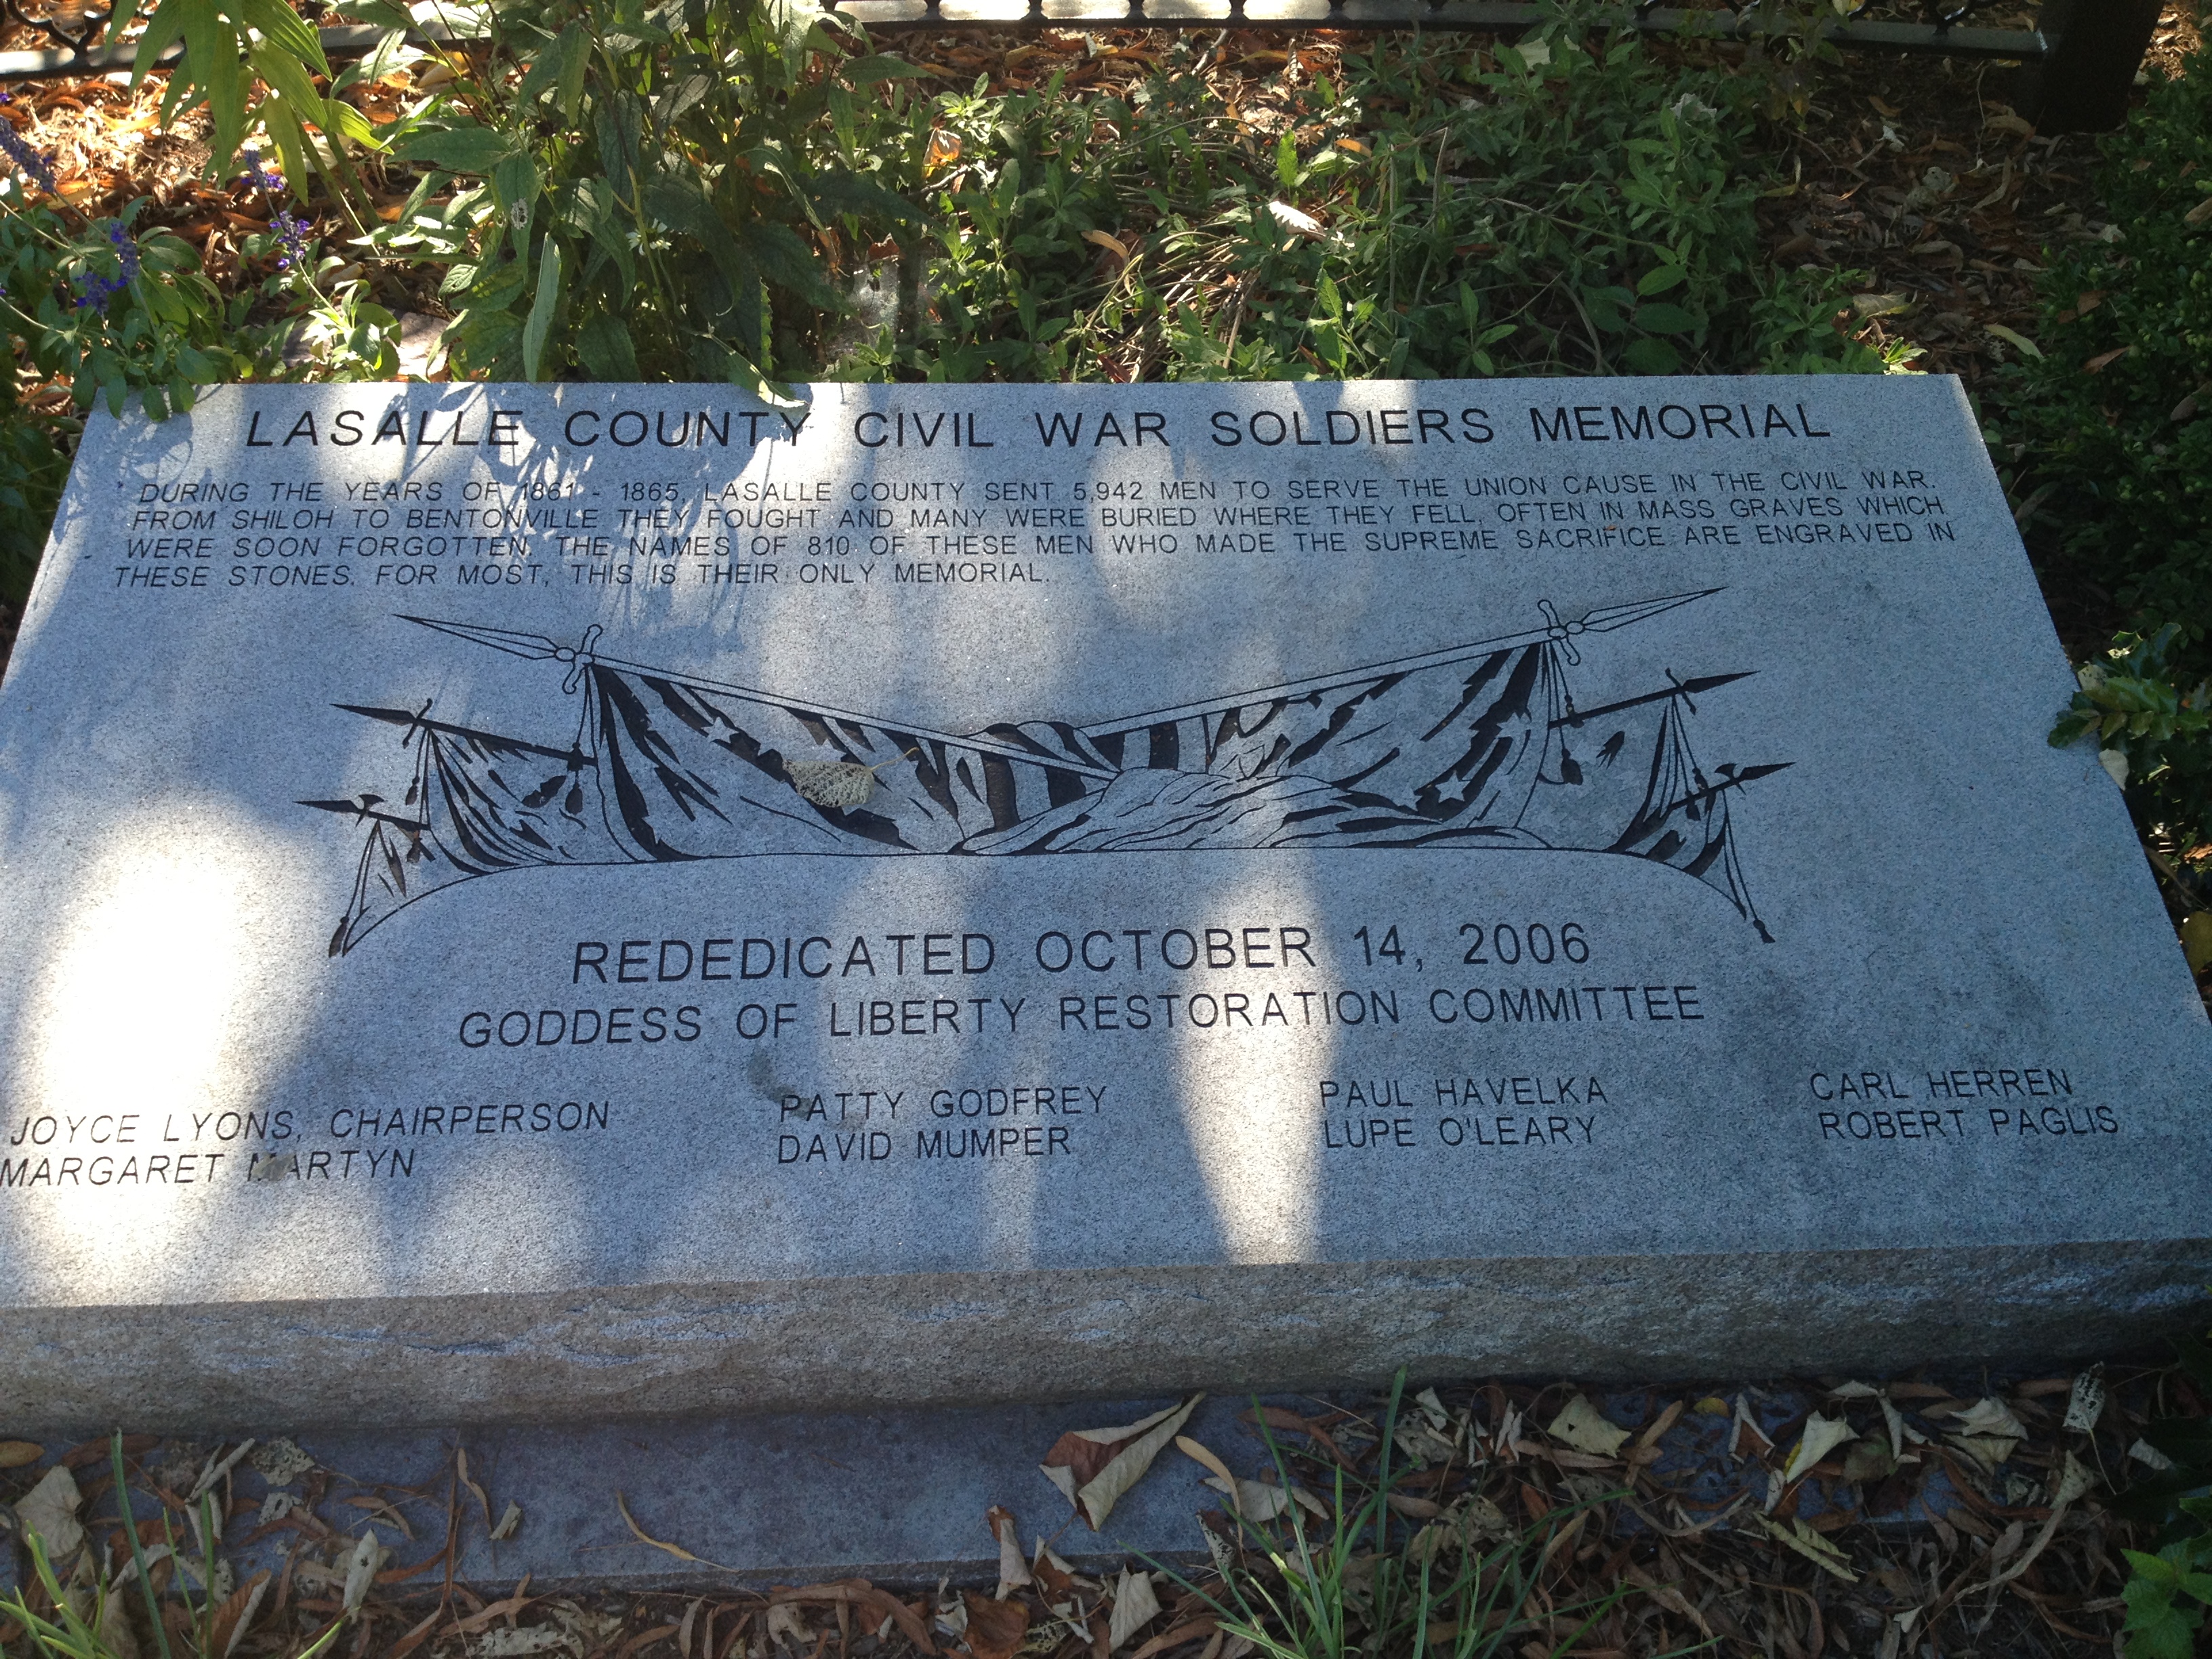 LASALLE COUNTY CIVIL WAR SOLDIERS MEMORIAL
DURING THE YEARS OF 1861 - 1865, LASALLE COUNTY SENT 5,942 MEN TO SERVE THE UNION CAUSE IN THE CIVIL WAR.
FROM SHILOH TO BENTONVILLE THEY FOUGHT AND MANY WERE BURIED WHERE THEY FELL, OFTEN IN MASS GRAVES WHICH
WERE SOON FORGOTTEN. THE NAMES OF 810 OF THESE MEN WHO MADE THE SUPREME SACRIFICE ARE ENGRAVED IN
THESE STONES. FOR MOST, THIS IS THEIR ONLY MEMORIAL.
REDEDICATED OCTOBER 14, 2006
GODDESS OF LIBERTY RESTORATION COMMITTEE
JOYCE LYONS, CHAIRPERSON
MARGARET MARTYN
PATTY GODFREY
DAVID MUMPER
PAUL HAVELKA
LUPE O'LEARY
CARL HERREN
ROBERT PAGLIS